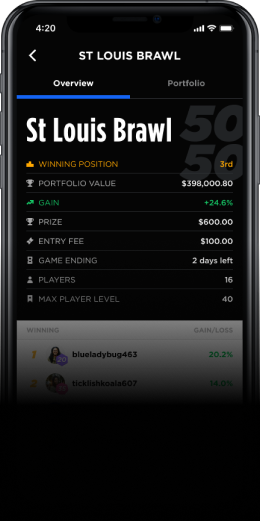 4:20
ST LOUIS BRAWL
Overview Portfolio
50
50
St Louis Brawl
WINNING POSITION 3rd
PORTFOLIO VALUE $398,000.80
GAIN +24.6%
PRIZE $600.00
ENTRY FEE $100.00
GAME ENDING 2 days left
PLAYERS 16
MAX PLAYER LEVEL 40
WINNING GAIN/LOSS
1 blueladybug463 20.2%
2 ticklishkoala607 14.0%